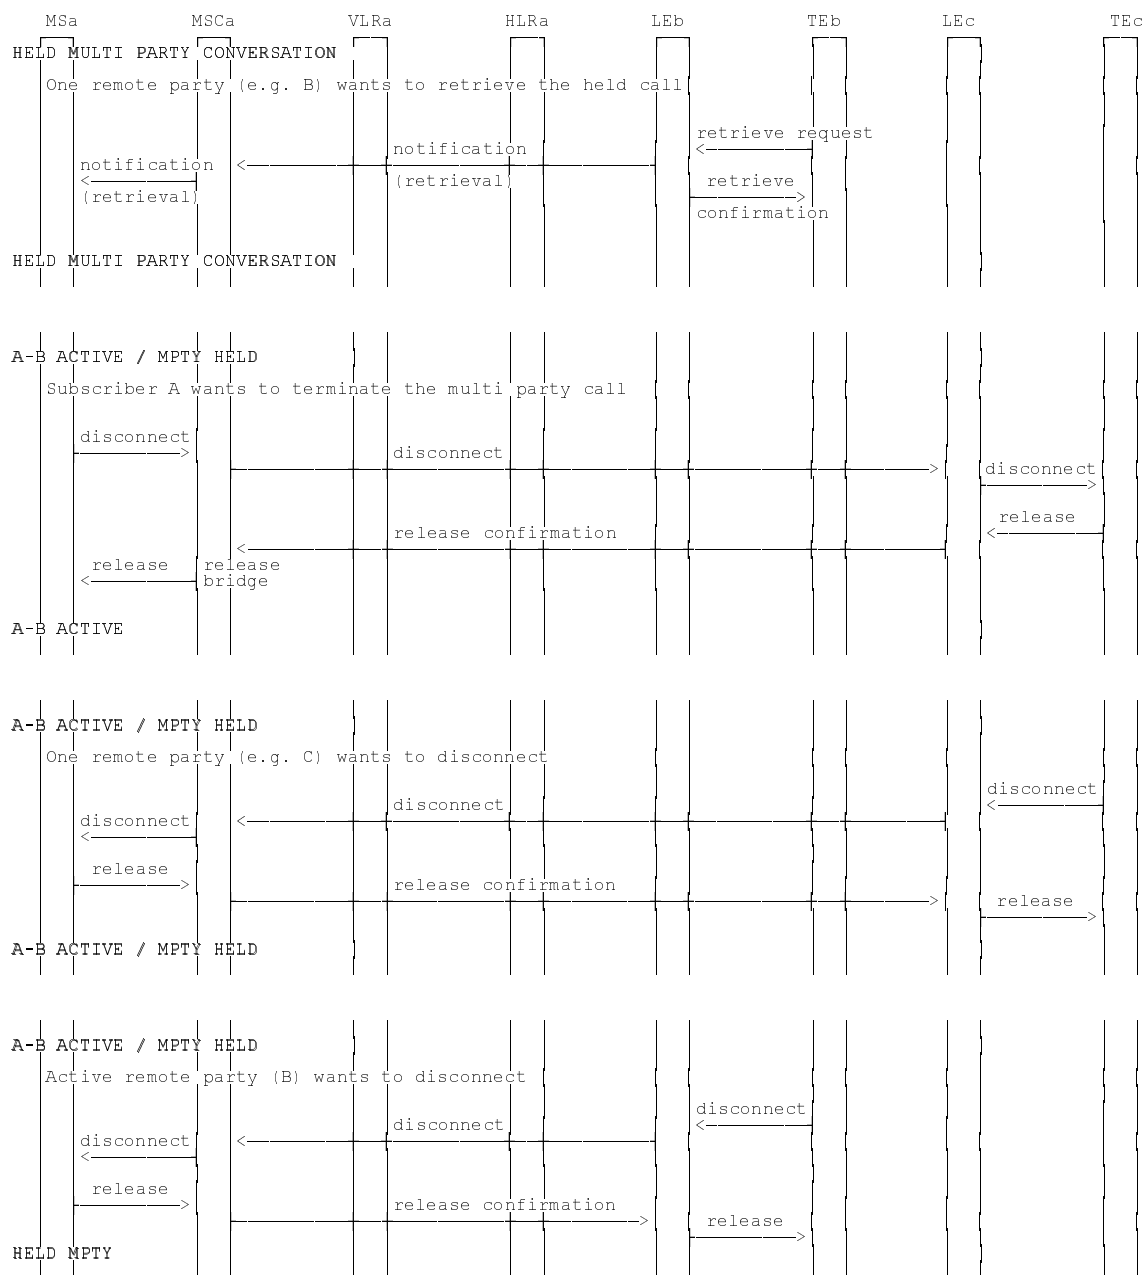 MSa MSCa VLRa HLRa LEb TEb LEc TEc
HELD MULTI PARTY CONVERSATION
One remote party (e.g. B) wants to retrieve the held call
retrieve request
notification
notification
(retrieval)
retrieve
(retrieval)
confirmation
HELD MULTI PARTY CONVERSATION
A-B ACTIVE / MPTY HELD
Subscriber A wants to terminate the multi party call
disconnect
disconnect
disconnect
release
release confirmation
release release
bridge
A-B ACTIVE
A-B ACTIVE / MPTY HELD
One remote party (e.g. C) wants to disconnect
disconnect
disconnect
disconnect
release
release confirmation
release
A-B ACTIVE / MPTY HELD
A-B ACTIVE / MPTY HELD
Active remote party (B) wants to disconnect
disconnect
disconnect
disconnect
release
release confirmation
release
HELD MPTY